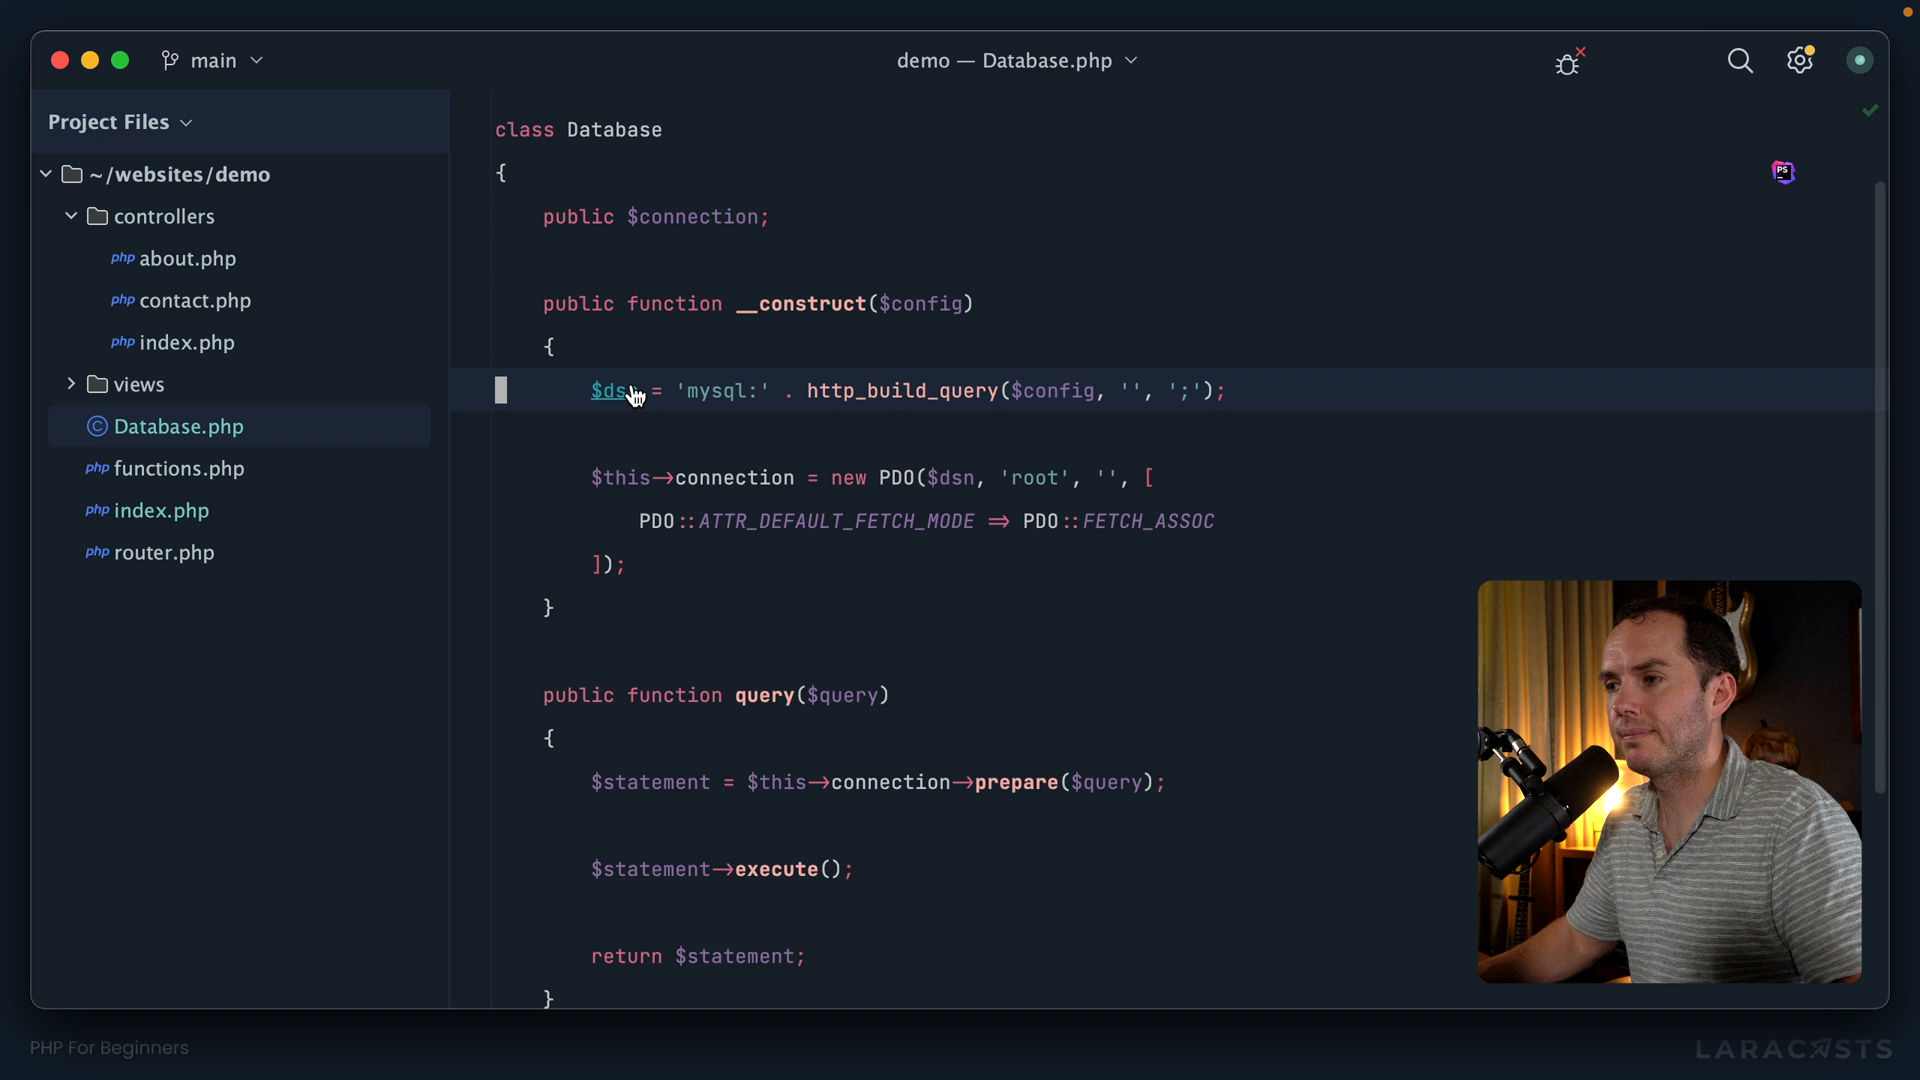 main
demo — Database.php
Project Files
~/websites/demo
controllers
php about.php
php contact.php
php index.php
views
C Database.php
php functions.php
php index.php
php router.php
class Database
{
public $connection;
public function __construct($config)
{
$ds = 'mysql:' . http_build_query($config, '', ';');
$this->connection = new PDO($dsn, 'root', '', [
PDO::ATTR_DEFAULT_FETCH_MODE => PDO::FETCH_ASSOC
]);
}
public function query($query)
{
$statement = $this->connection->prepare($query);
$statement->execute();
return $statement;
}
PS
PHP For Beginners
LARACASTS